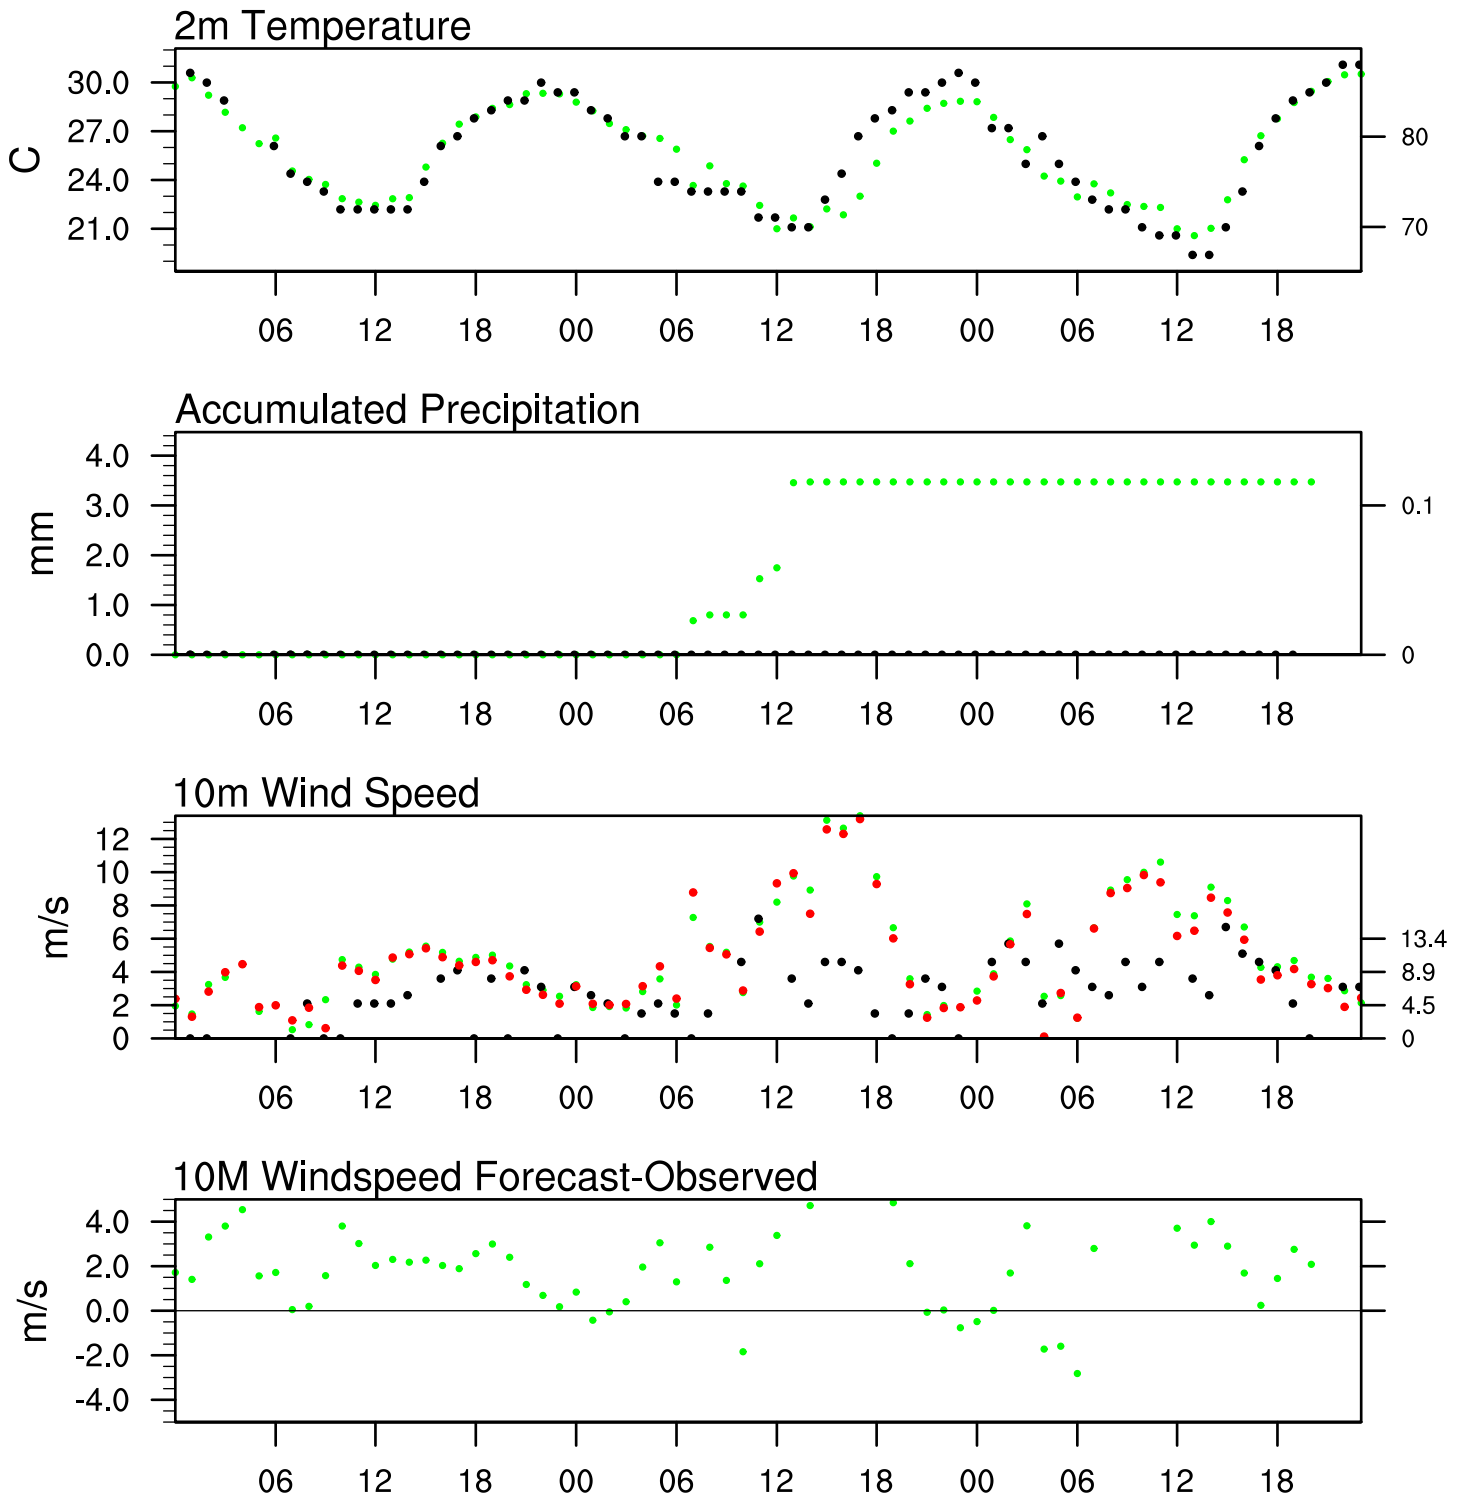 2m Temperature
30.0
27.0
24.0
21.0
C
80
70
06 12 18 00 06 12 18 00 06 12 18
Accumulated Precipitation
4.0
3.0
2.0
1.0
0.0
mm
0.1
0
06 12 18 00 06 12 18 00 06 12 18
10m Wind Speed
12
10
8
6
4
2
0
m/s
13.4
8.9
4.5
0
06 12 18 00 06 12 18 00 06 12 18
10M Windspeed Forecast-Observed
4.0
2.0
0.0
-2.0
-4.0
m/s
06 12 18 00 06 12 18 00 06 12 18